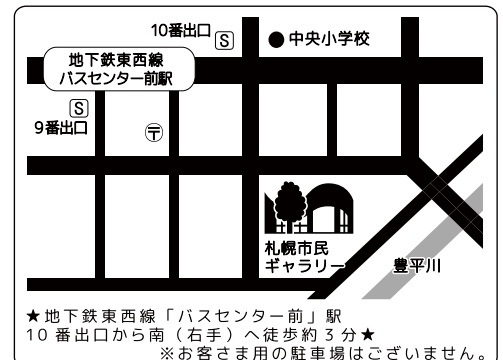 10番出口 S
中央小学校
地下鉄東西線
バスセンター前駅
S
9番出口
〒
札幌市民
ギャラリー
豊平川
★地下鉄東西線「バスセンター前」駅
10番出口から南（右手）へ徒歩約3分★
※お客さま用の駐車場はございません。